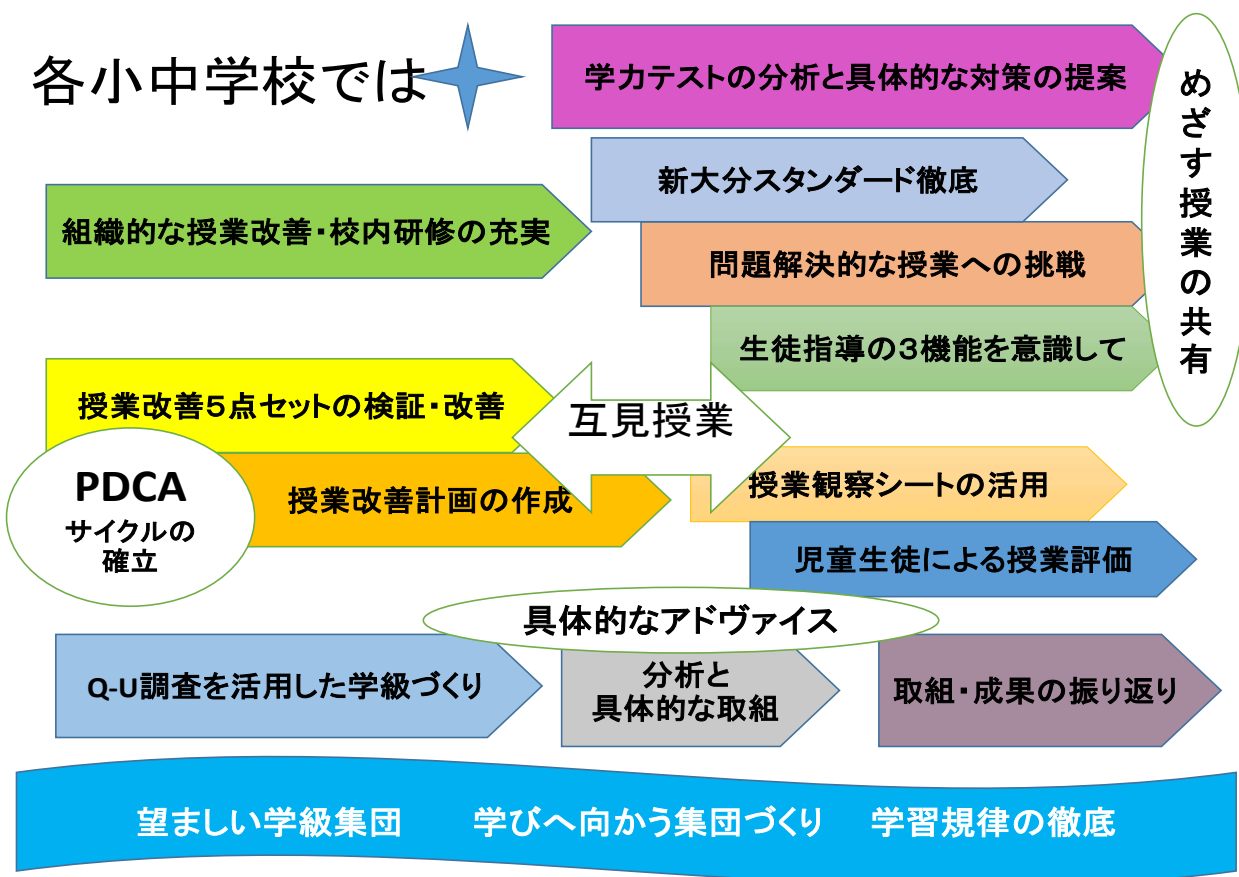 各小中学校では
学力テストの分析と具体的な対策の提案
めざす授業の共有
新大分スタンダード徹底
組織的な授業改善・校内研修の充実
問題解決的な授業への挑戦
生徒指導の３機能を意識して
授業改善５点セットの検証・改善
互見授業
PDCA
サイクルの
確立
授業改善計画の作成
授業観察シートの活用
児童生徒による授業評価
具体的なアドヴァイス
Q-U調査を活用した学級づくり
分析と
具体的な取組
取組・成果の振り返り
望ましい学級集団　　学びへ向かう集団づくり　学習規律の徹底